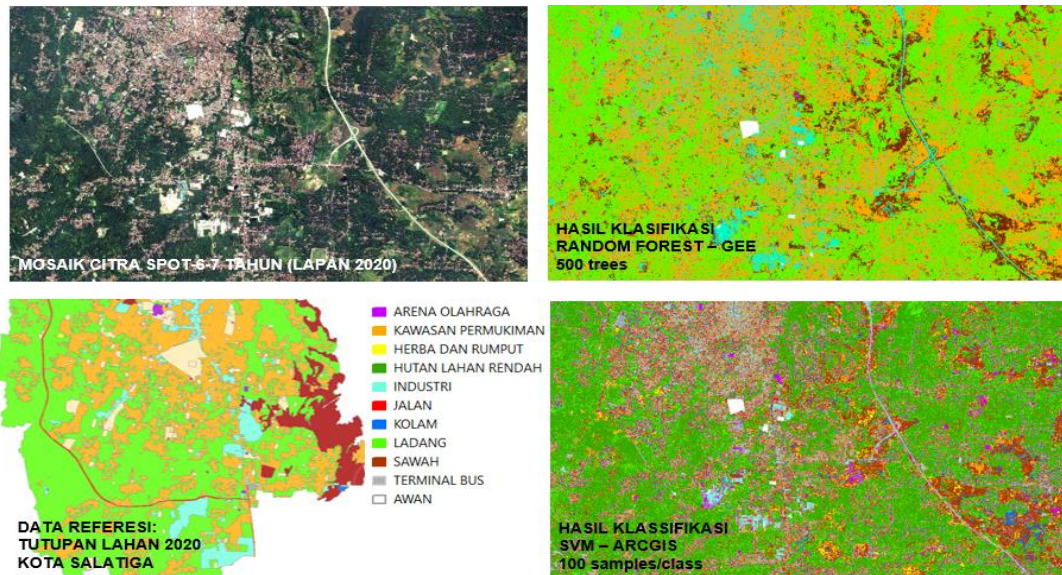 MOSAIK CITRA SPOT-6-7 TAHUN (LAPAN 2020)
HASIL KLASIFIKASI
RANDOM FOREST – GEE
500 trees
ARENA OLAHRAGA
KAWASAN PERMUKIMAN
HERBA DAN RUMPUT
HUTAN LAHAN RENDAH
INDUSTRI
JALAN
KOLAM
LADANG
SAWAH
TERMINAL BUS
AWAN
DATA REFERESI:
TUTUPAN LAHAN 2020
KOTA SALATIGA
HASIL KLASSIFIKASI
SVM – ARCGIS
100 samples/class